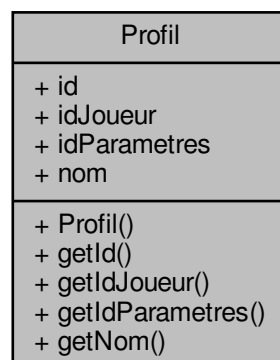 Profil
+ id
+ idJoueur
+ idParametres
+ nom
+ Profil()
+ getId()
+ getIdJoueur()
+ getIdParametres()
+ getNom()